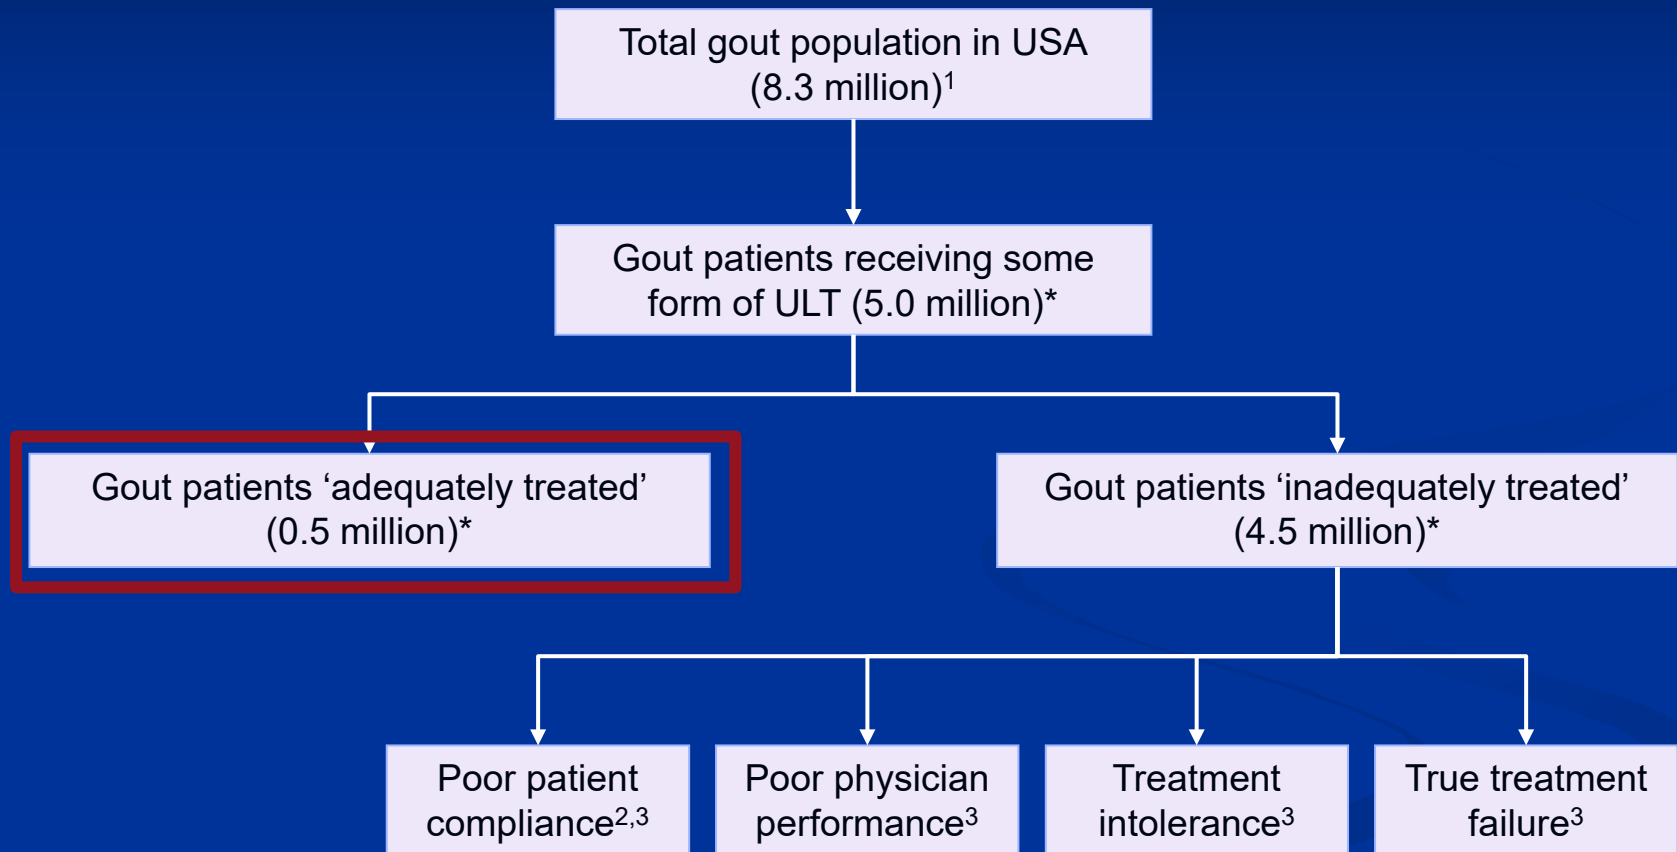 Total gout population in USA
(8.3 million)¹
Gout patients receiving some
form of ULT (5.0 million)*
Gout patients ‘adequately treated’
(0.5 million)*
Gout patients ‘inadequately treated’
(4.5 million)*
Poor patient
compliance²,³
Poor physician
performance³
Treatment
intolerance³
True treatment
failure³